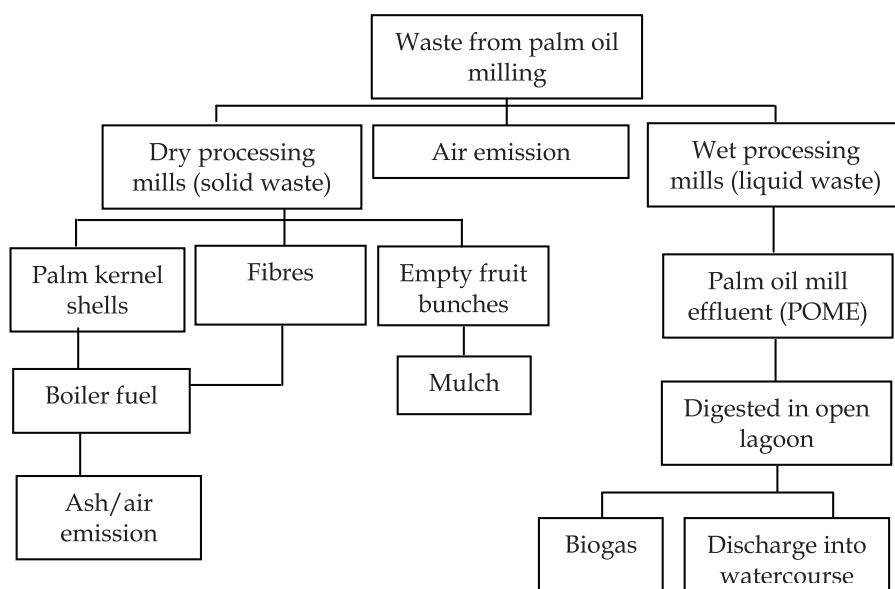 Waste from palm oil
milling
Dry processing
mills (solid waste)
Air emission
Wet processing
mills (liquid waste)
Palm kernel
shells
Fibres
Empty fruit
bunches
Palm oil mill
effluent (POME)
Boiler fuel
Mulch
Digested in open
lagoon
Ash/air
emission
Biogas
Discharge into
watercourse